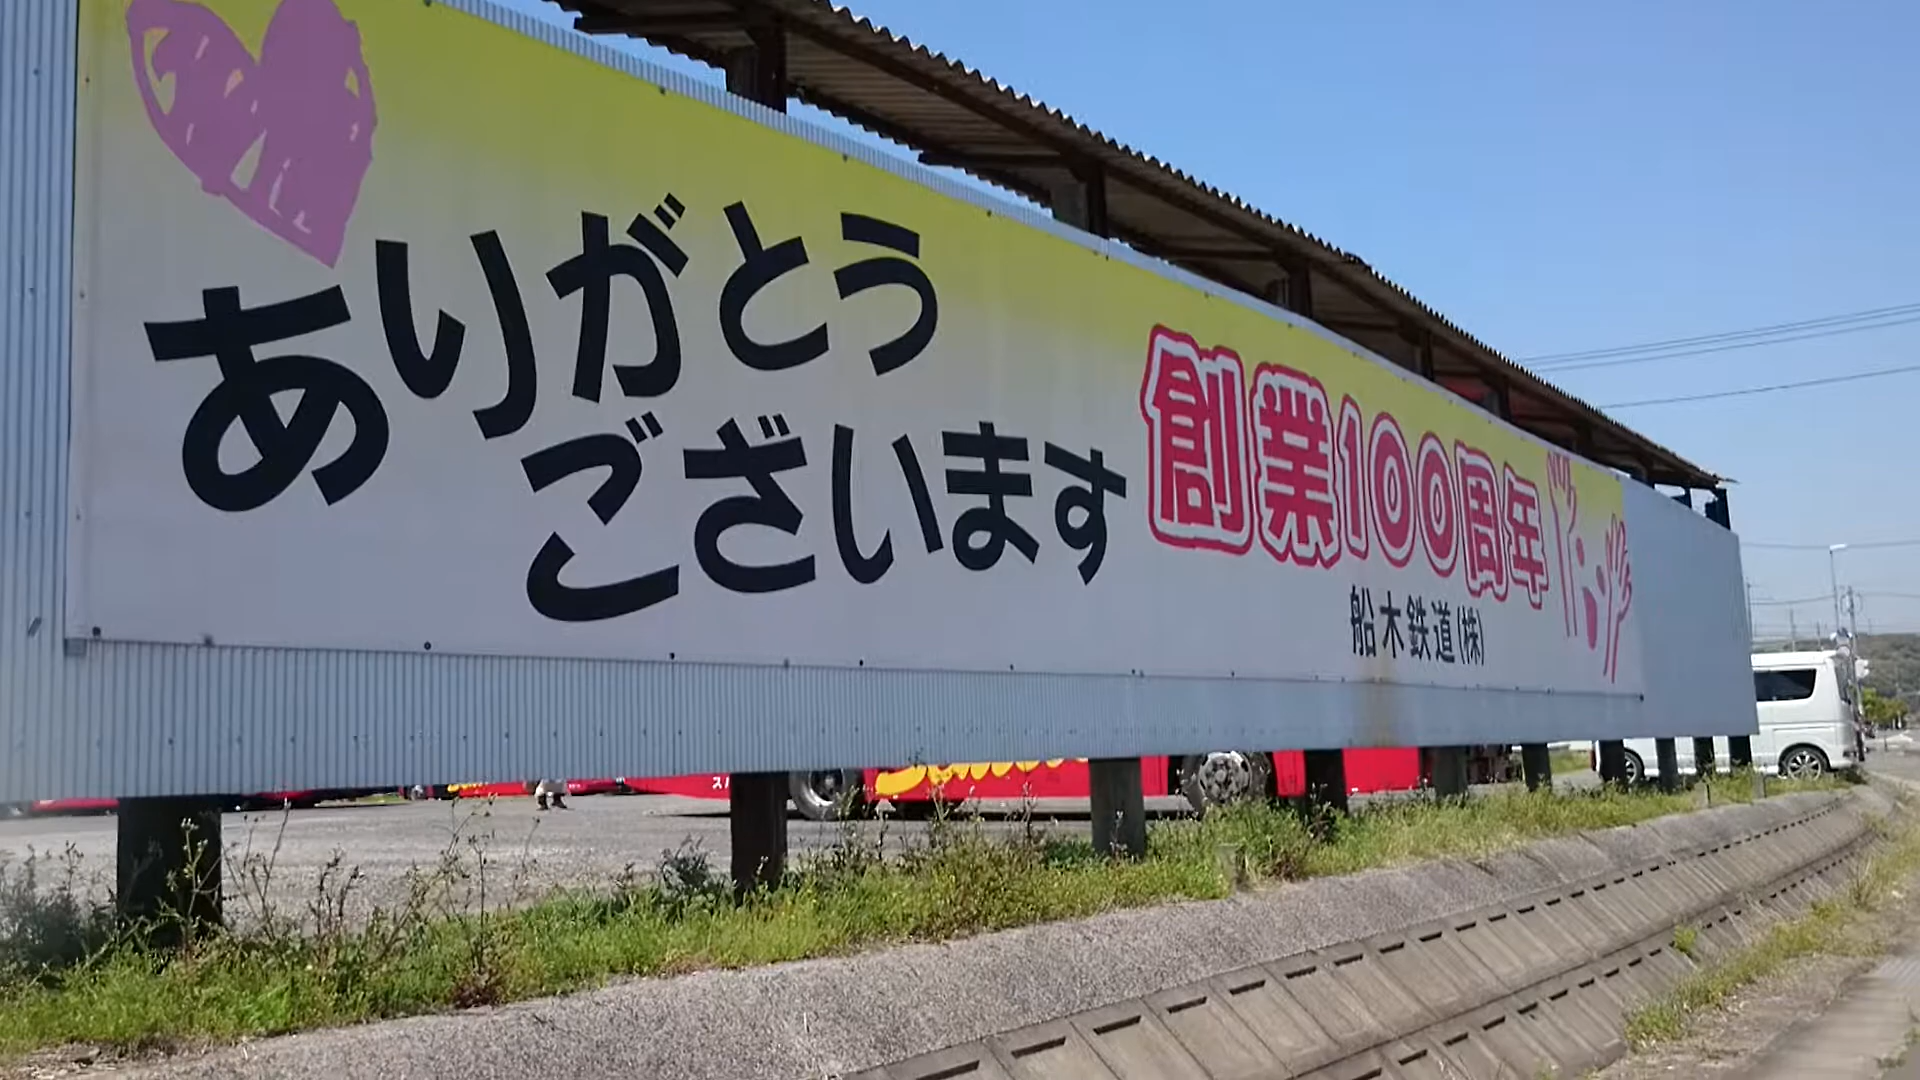 ありがとう
ございます
創業100周年
船木鉄道(株)